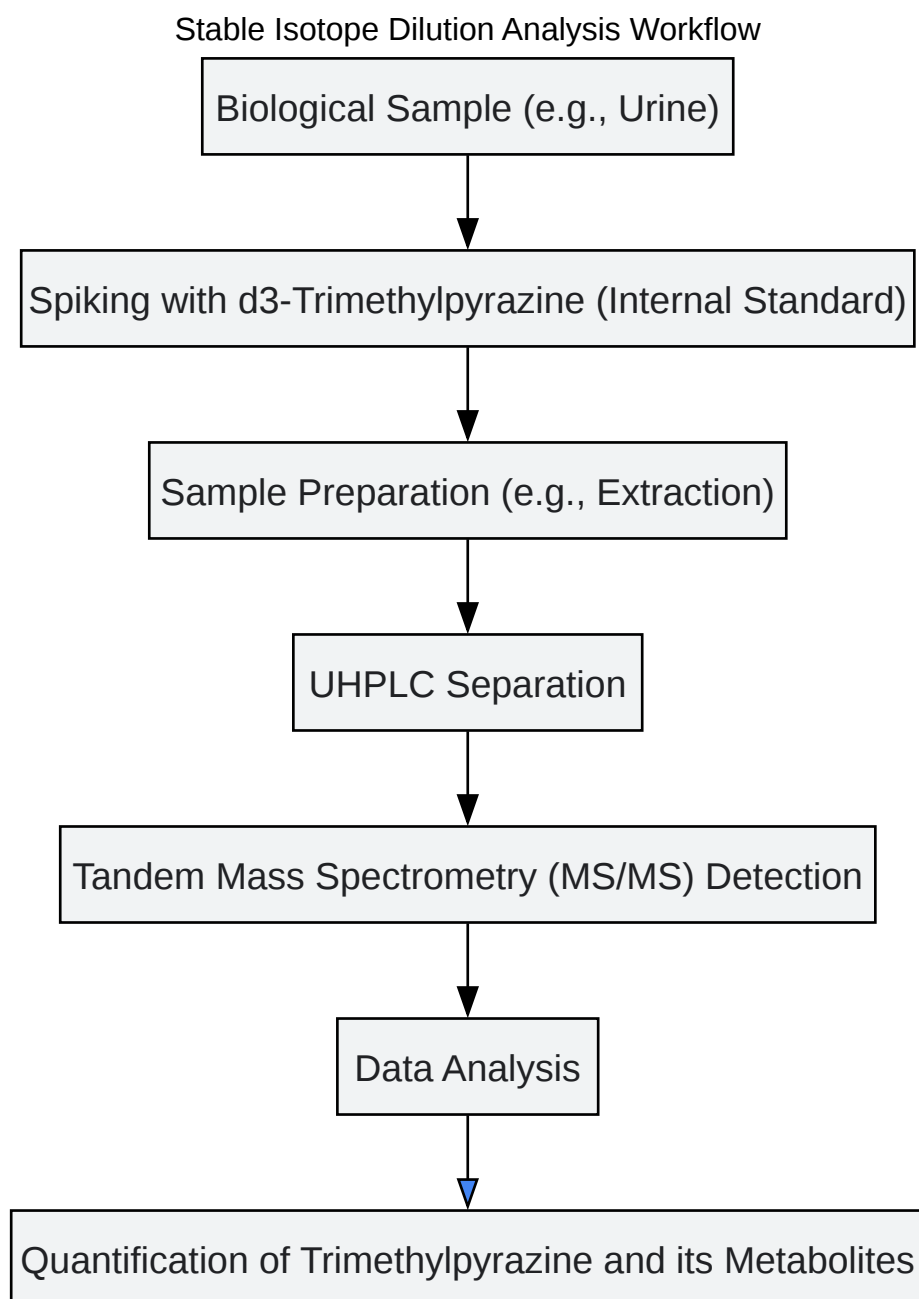 Stable Isotope Dilution Analysis Workflow
Biological Sample (e.g., Urine)
Spiking with d3-Trimethylpyrazine (Internal Standard)
Sample Preparation (e.g., Extraction)
UHPLC Separation
Tandem Mass Spectrometry (MS/MS) Detection
Data Analysis
Quantification of Trimethylpyrazine and its Metabolites